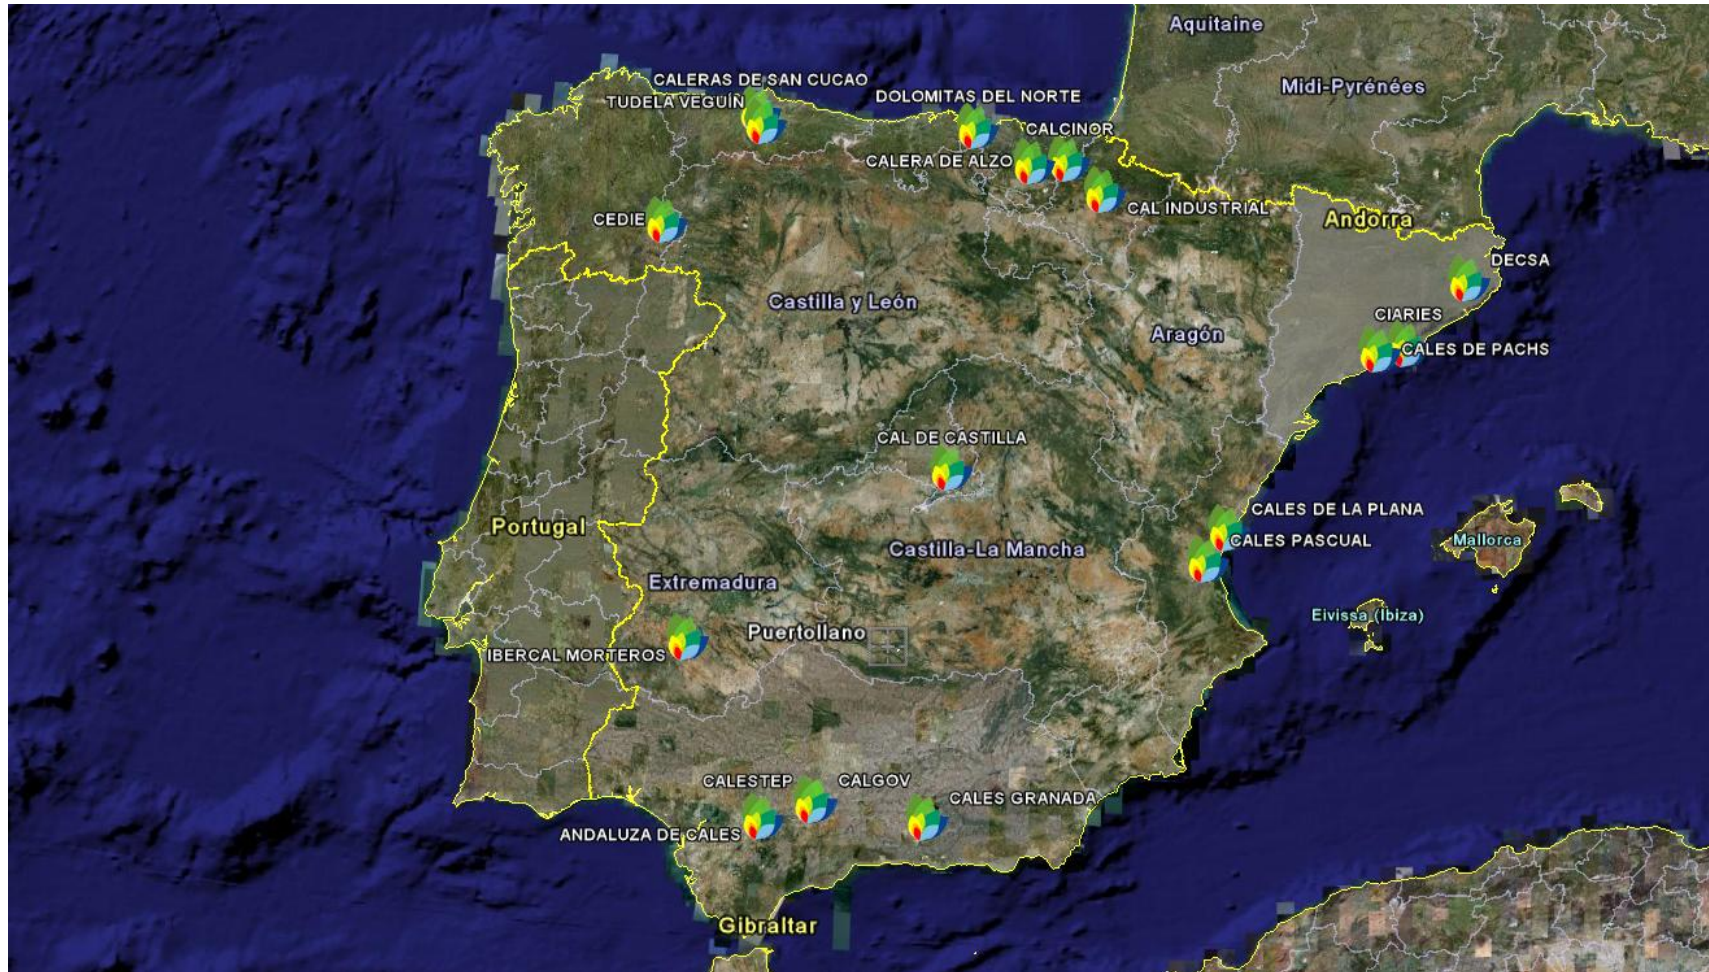 Aquitaine
CALERAS DE SAN CUCAO
Midi-Pyrénées
TUDELA VEGUÍN
DOLOMITAS DEL NORTE
CALCINOR
CALERA DE ALZO
CAL INDUSTRIAL
CEDIE
Andorra
DECSA
Castilla y León
CIARIES
Aragón
CALES DE PACHS
CAL DE CASTILLA
CALES DE LA PLANA
Portugal
CALES PASCUAL
Mallorca
Castilla-La Mancha
Extremadura
Eivissa (Ibiza)
Puertollano
IBERCAL MORTEROS
CALESTEP
CALGOV
CALES GRANADA
ANDALUZA DE CALES
Gibraltar